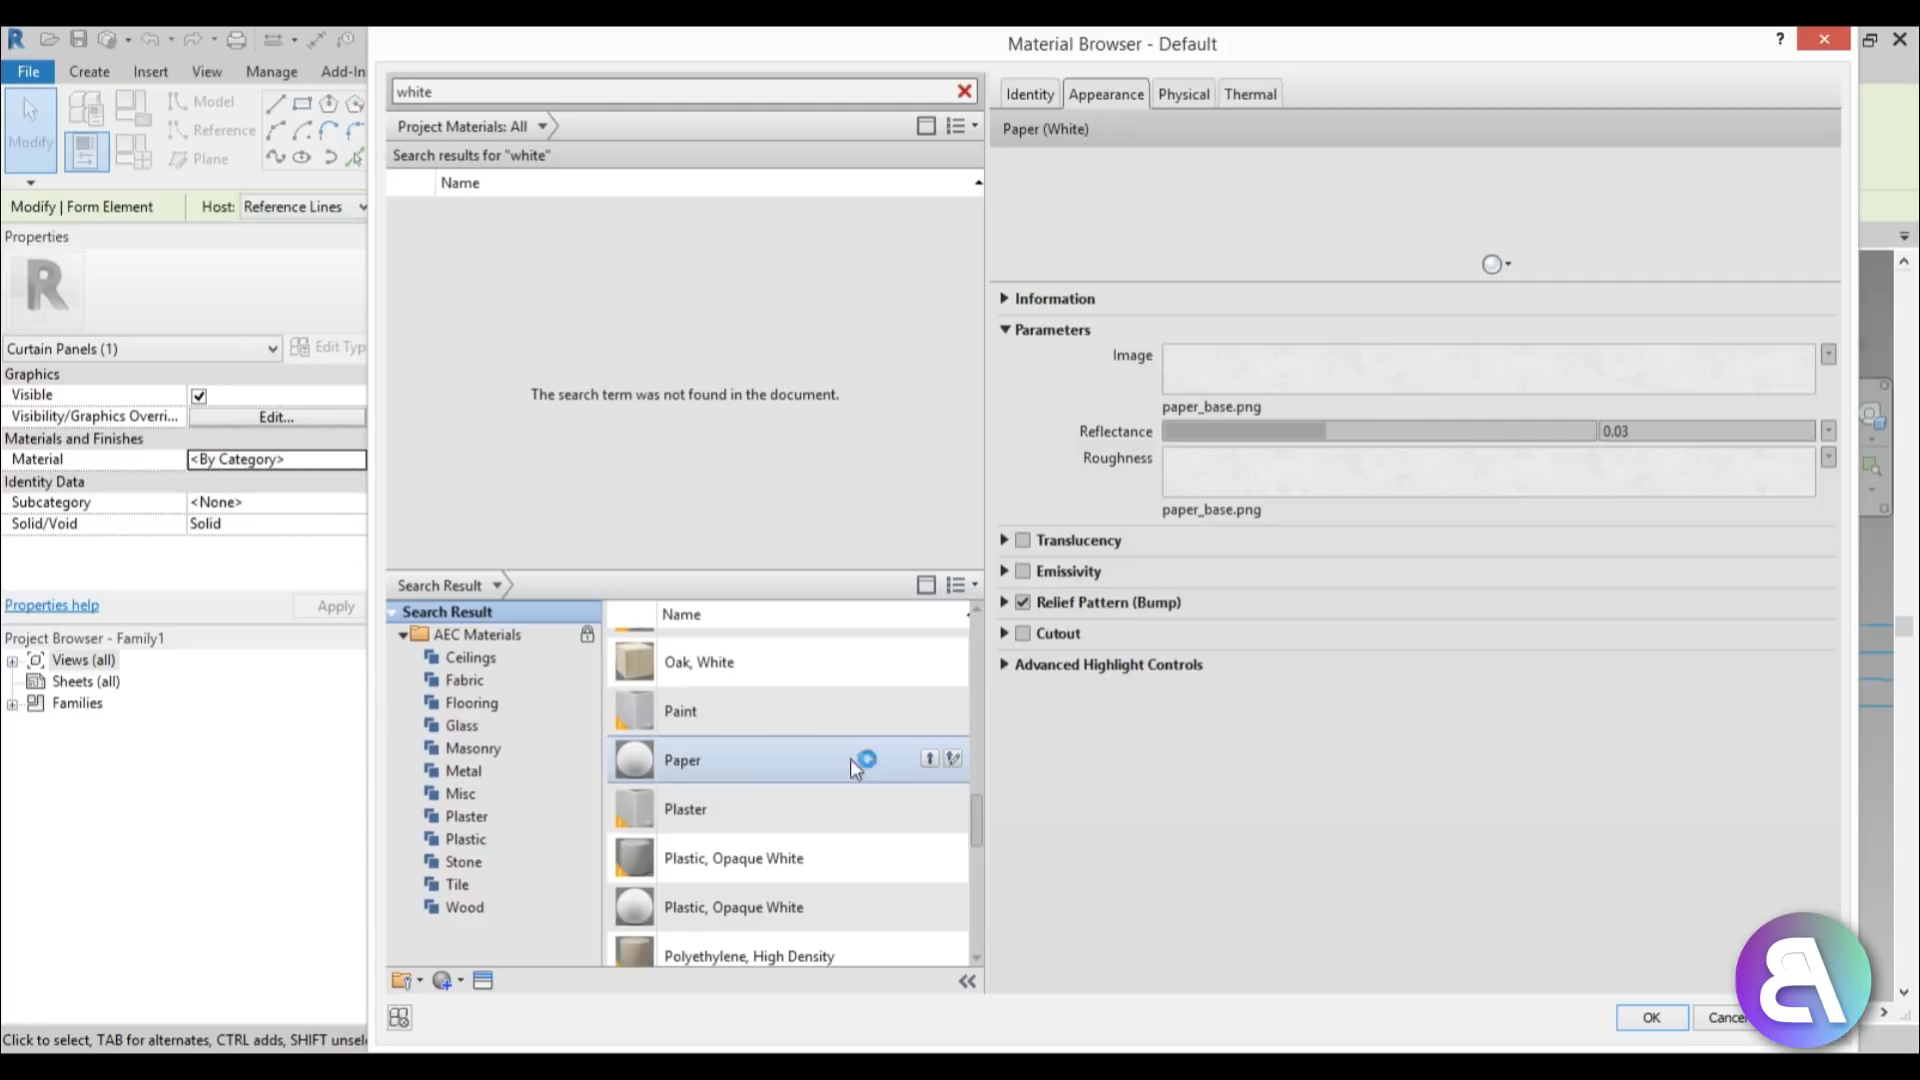 Material Browser - Default
?
File
Create
Insert
View
Manage
Add-In
Modify
Model
Reference
Plane
Modify | Form Element
Host:
Reference Lines
Properties
R
Curtain Panels (1)
Edit Typ
Graphics
Visible
Visibility/Graphics Overri...
Edit...
Materials and Finishes
Material
<By Category>
Identity Data
Subcategory
<None>
Solid/Void
Solid
Properties help
Apply
Project Browser - Family1
Views (all)
Sheets (all)
Families
Click to select, TAB for alternates, CTRL adds, SHIFT unsel
white
Project Materials: All
Search results for "white"
Name
The search term was not found in the document.
Search Result
Search Result
AEC Materials
Ceilings
Fabric
Flooring
Glass
Masonry
Metal
Misc
Plaster
Plastic
Stone
Tile
Wood
Name
Oak, White
Paint
Paper
Plaster
Plastic, Opaque White
Plastic, Opaque White
Polyethylene, High Density
Identity
Appearance
Physical
Thermal
Paper (White)
Information
Parameters
Image
paper_base.png
Reflectance
0.03
Roughness
paper_base.png
Translucency
Emissivity
Relief Pattern (Bump)
Cutout
Advanced Highlight Controls
OK
Cance